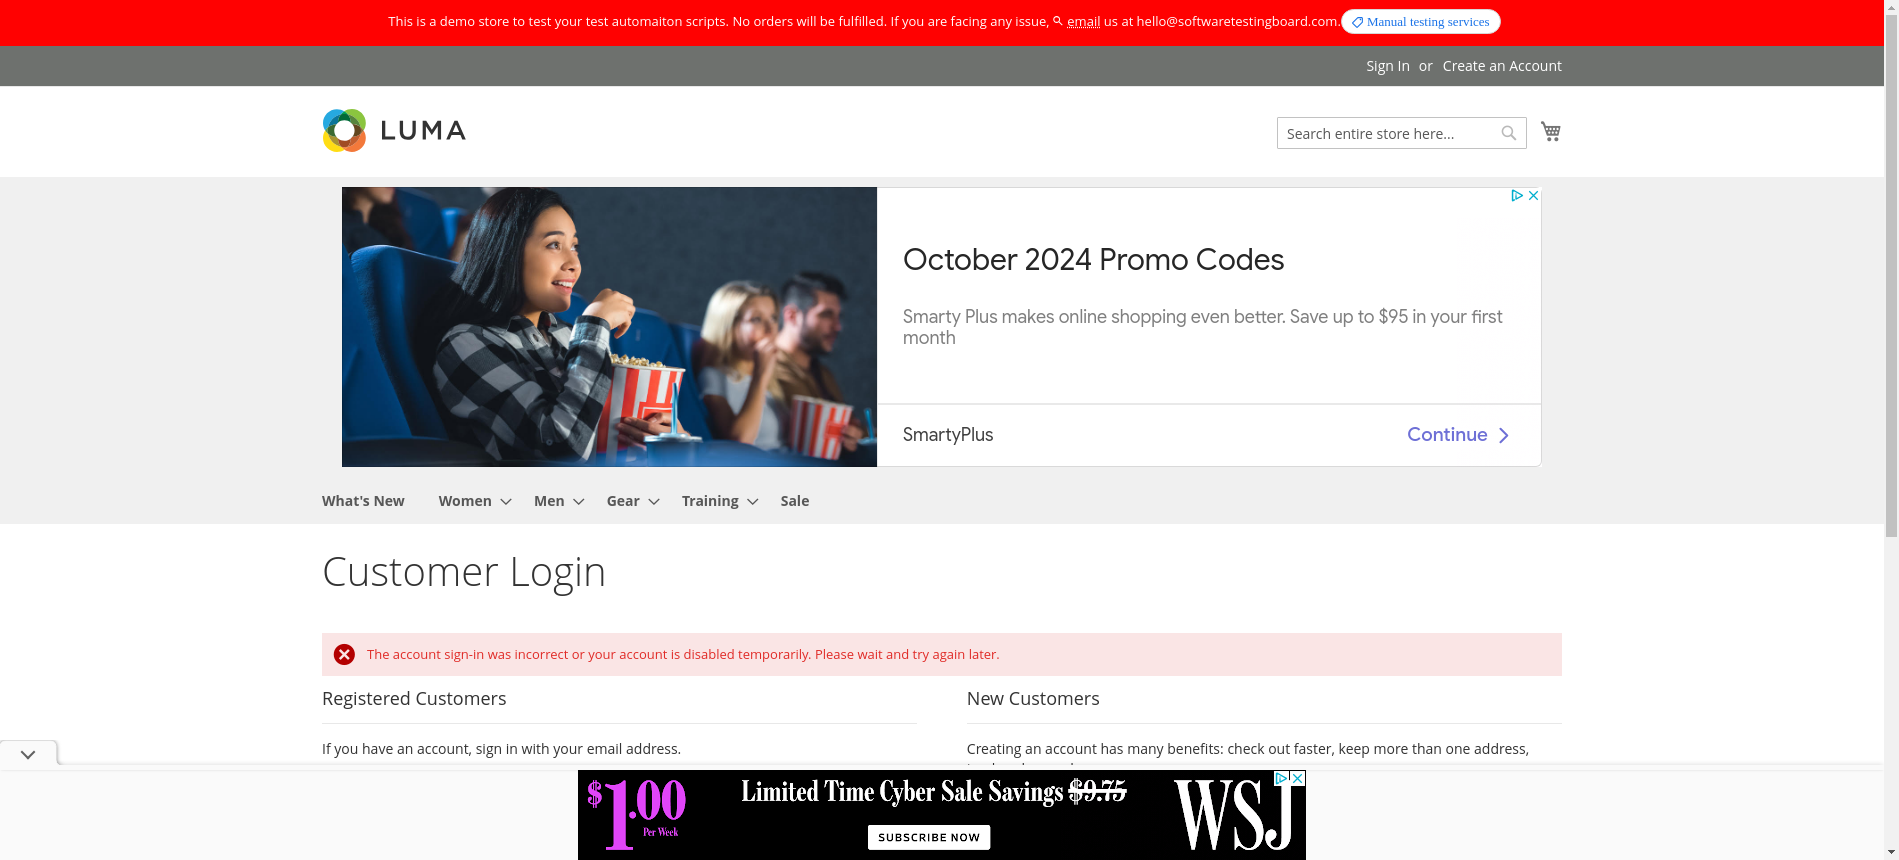 This is a demo store to test your test automaiton scripts. No orders will be fulfilled. If you are facing any issue, email us at hello@softwaretestingboard.com. Manual testing services
Sign In or Create an Account
LUMA
Search entire store here...
October 2024 Promo Codes
Smarty Plus makes online shopping even better. Save up to $95 in your first
month
SmartyPlus
Continue
What's New Women Men Gear Training Sale
Customer Login
The account sign-in was incorrect or your account is disabled temporarily. Please wait and try again later.
Registered Customers
New Customers
If you have an account, sign in with your email address.
Creating an account has many benefits: check out faster, keep more than one address,
$1.00
Per Week
Limited Time Cyber Sale Savings $9.75
SUBSCRIBE NOW
WSJ